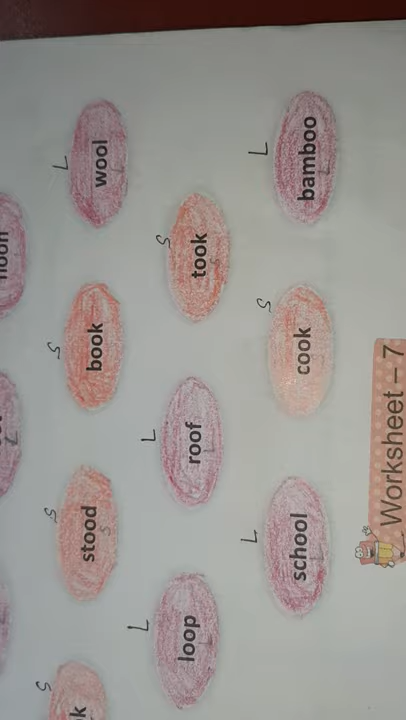 S S S L
stood book wool
L L S
loop roof took
L S L
school cook bamboo
Worksheet – 7